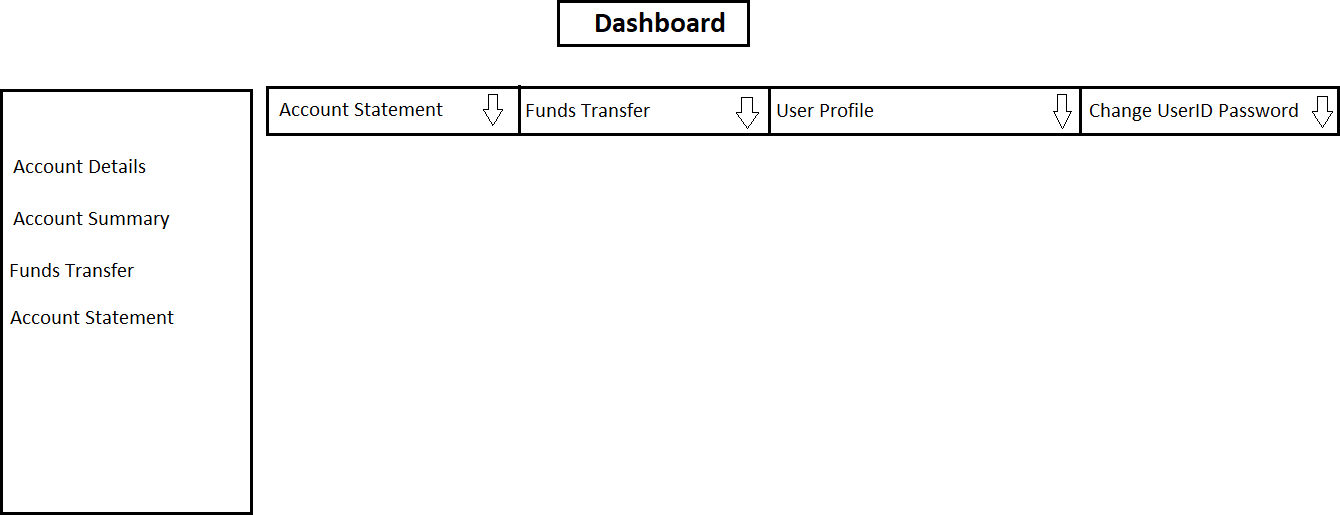 Dashboard
Account Statement
Funds Transfer
User Profile
Change UserID Password
Account Details
Account Summary
Funds Transfer
Account Statement